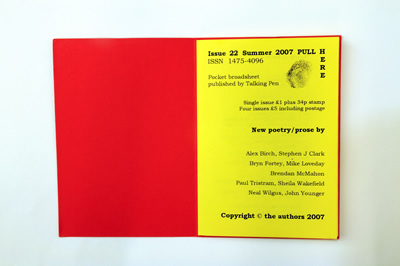 Issue 22 Summer 2007 PULL HERE
ISSN 1475-4096
Pocket broadsheet
published by Talking Pen
Single issue £1 plus 34p stamp
Four issues £5 including postage
New poetry/prose by
Alex Birch, Stephen J Clark
Bryn Fortey, Mike Loveday
Brendan McMahon
Paul Tristram, Sheila Wakefield
Neal Wilgus, John Younger
Copyright © the authors 2007